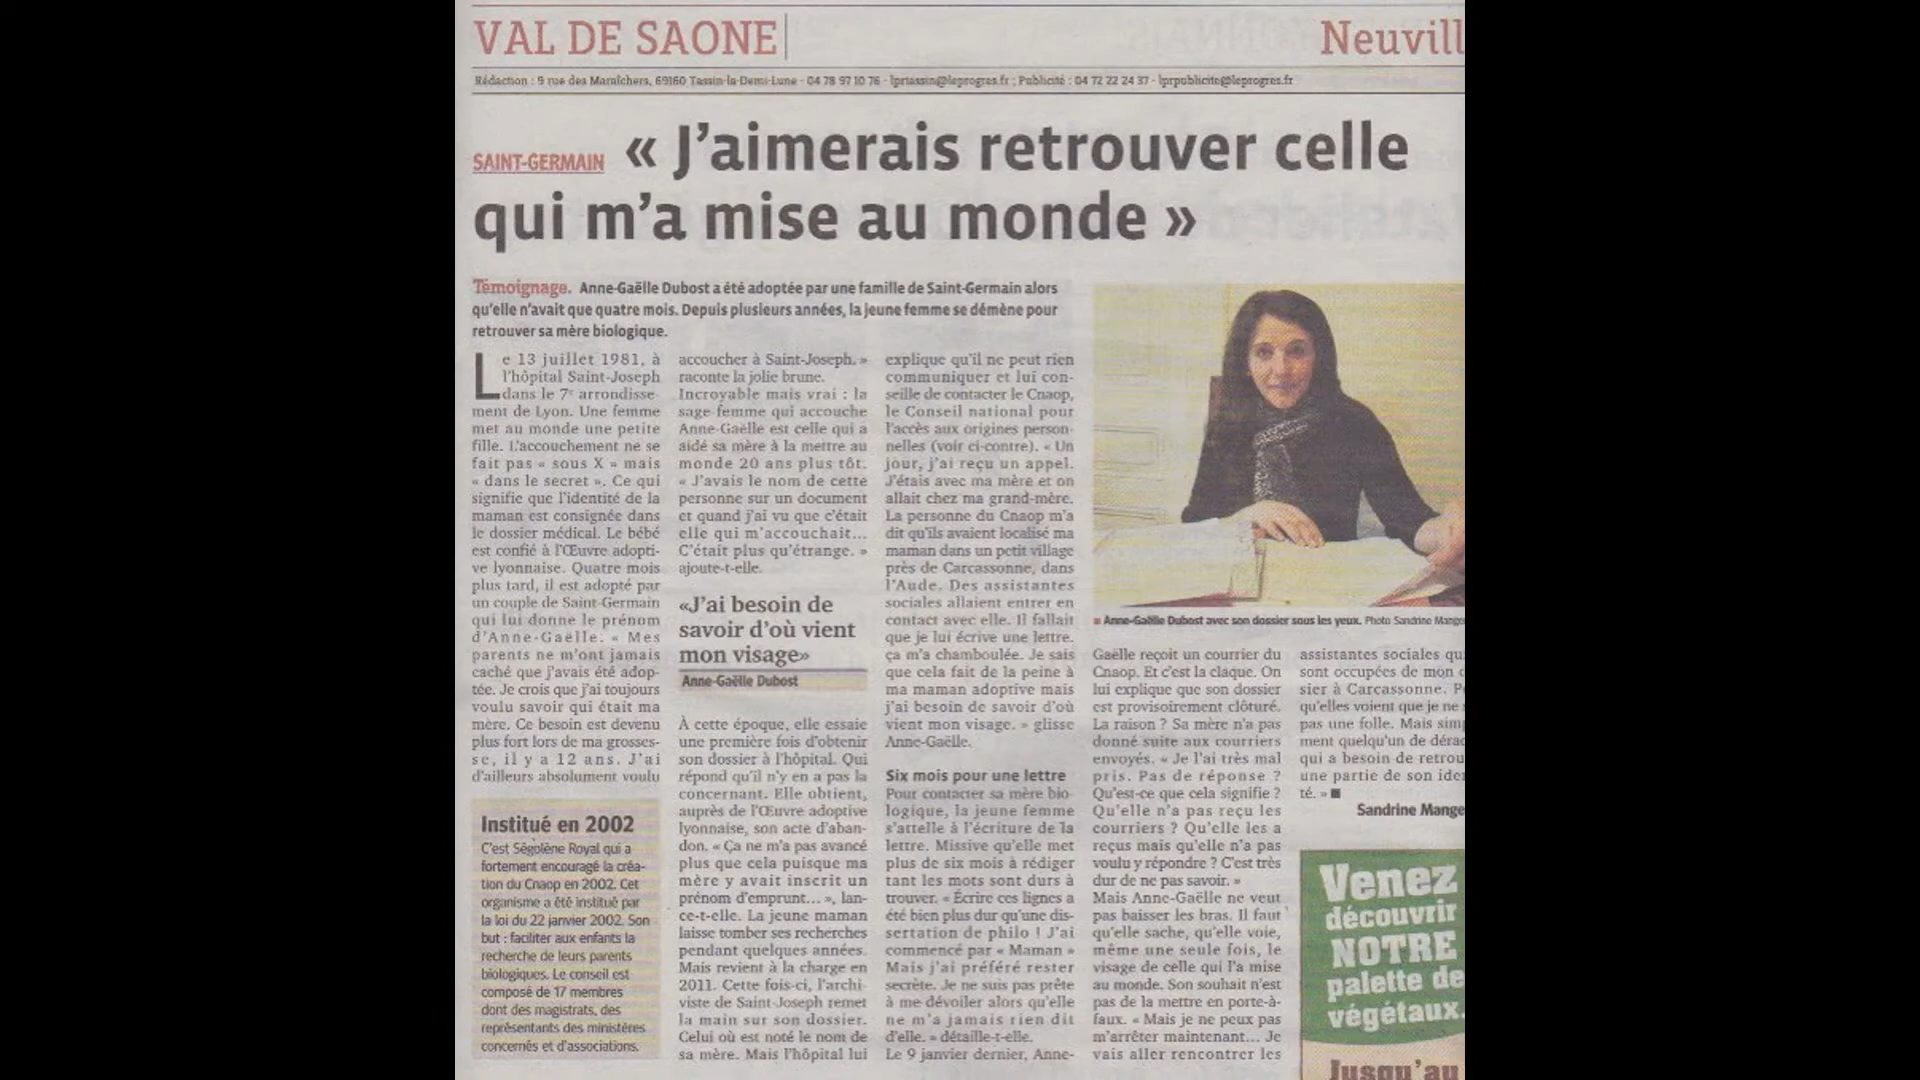 VAL DE SAONE
Neuvill
Rédaction : 9 rue des Maraîchers, 69160 Tassin-la-Demi-Lune - 04 78 97 10 76 - lprtassin@leprogres.fr ; Publicité : 04 72 22 24 37 - lprpublicite@leprogres.fr
SAINT-GERMAIN « J’aimerais retrouver celle
qui m’a mise au monde »
Témoignage. Anne-Gaëlle Dubost a été adoptée par une famille de Saint-Germain alors
qu’elle n’avait que quatre mois. Depuis plusieurs années, la jeune femme se démène pour
retrouver sa mère biologique.
Le 13 juillet 1981, à
l’hôpital Saint-Joseph
dans le 7e arrondisse-
ment de Lyon. Une femme
met au monde une petite
fille. L’accouchement ne se
fait pas « sous X » mais
« dans le secret ». Ce qui
signifie que l’identité de la
maman est consignée dans
le dossier médical. Le bébé
est confié à l’Œuvre adopti-
ve lyonnaise. Quatre mois
plus tard, il est adopté par
un couple de Saint-Germain
qui lui donne le prénom
d’Anne-Gaëlle. « Mes
parents ne m’ont jamais
caché que j’avais été adop-
tée. Je crois que j’ai toujours
voulu savoir qui était ma
mère. Ce besoin est devenu
plus fort lors de ma grosses-
se, il y a 12 ans. J’ai
d’ailleurs absolument voulu
Institué en 2002
C’est Ségolène Royal qui a
fortement encouragé la créa-
tion du Cnaop en 2002. Cet
organisme a été institué par
la loi du 22 janvier 2002. Son
but : faciliter aux enfants la
recherche de leurs parents
biologiques. Le conseil est
composé de 17 membres
dont des magistrats, des
représentants des ministères
concernés et d’associations.
accoucher à Saint-Joseph. »
raconte la jolie brune.
Incroyable mais vrai : la
sage-femme qui accouche
Anne-Gaëlle est celle qui a
aidé sa mère à la mettre au
monde 20 ans plus tôt.
« J’avais le nom de cette
personne sur un document
et quand j’ai vu que c’était
elle qui m’accouchait...
C’était plus qu’étrange. »
ajoute-t-elle.
«J’ai besoin de
savoir d’où vient
mon visage»
Anne-Gaëlle Dubost
À cette époque, elle essaie
une première fois d’obtenir
son dossier à l’hôpital. Qui
répond qu’il n’y en a pas la
concernant. Elle obtient,
auprès de l’Œuvre adoptive
lyonnaise, son acte d’aban-
don. « Ça ne m’a pas avancé
plus que cela puisque ma
mère y avait inscrit un
prénom d’emprunt... », lan-
ce-t-elle. La jeune maman
laisse tomber ses recherches
pendant quelques années.
Mais revient à la charge en
2011. Cette fois-ci, l’archi-
viste de Saint-Joseph remet
la main sur son dossier.
Celui où est noté le nom de
sa mère. Mais l’hôpital lui
explique qu’il ne peut rien
communiquer et lui con-
seille de contacter le Cnaop,
le Conseil national pour
l’accès aux origines person-
nelles (voir ci-contre). « Un
jour, j’ai reçu un appel.
J’étais avec ma mère et on
allait chez ma grand-mère.
La personne du Cnaop m’a
dit qu’ils avaient localisé ma
maman dans un petit village
près de Carcassonne, dans
l’Aude. Des assistantes
sociales allaient entrer en
contact avec elle. Il fallait
que je lui écrive une lettre.
ça m’a chamboulée. Je sais
que cela fait de la peine à
ma maman adoptive mais
j’ai besoin de savoir d’où
vient mon visage. » glisse
Anne-Gaëlle.
Six mois pour une lettre
Pour contacter sa mère bio-
logique, la jeune femme
s’attelle à l’écriture de la
lettre. Missive qu’elle met
plus de six mois à rédiger
tant les mots sont durs à
trouver. « Écrire ces lignes a
été bien plus dur qu’une dis-
sertation de philo ! J’ai
commencé par « Maman »
Mais j’ai préféré rester
secrète. Je ne suis pas prête
à me dévoiler alors qu’elle
ne m’a jamais rien dit
d’elle. » détaille-t-elle.
Le 9 janvier dernier, Anne-
Anne-Gaëlle Dubost avec son dossier sous les yeux. Photo Sandrine Mange
Gaëlle reçoit un courrier du
Cnaop. Et c’est la claque. On
lui explique que son dossier
est provisoirement clôturé.
La raison ? Sa mère n’a pas
donné suite aux courriers
envoyés. « Je l’ai très mal
pris. Pas de réponse ?
Qu’est-ce que cela signifie ?
Qu’elle n’a pas reçu les
courriers ? Qu’elle les a
reçus mais qu’elle n’a pas
voulu y répondre ? C’est très
dur de ne pas savoir. »
Mais Anne-Gaëlle ne veut
pas baisser les bras. Il faut
qu’elle sache, qu’elle voie,
même une seule fois, le
visage de celle qui l’a mise
au monde. Son souhait n’est
pas de la mettre en porte-à-
faux. « Mais je ne peux pas
m’arrêter maintenant... Je
vais aller rencontrer les
assistantes sociales qu
sont occupées de mon
sier à Carcassonne. P
qu’elles voient que je ne
pas une folle. Mais sim
ment quelqu’un de dérac
qui a besoin de retrou
une partie de son iden
té. »
Sandrine Mange
Venez
découvrir
NOTRE
palette de
végétaux.
Jusqu’au